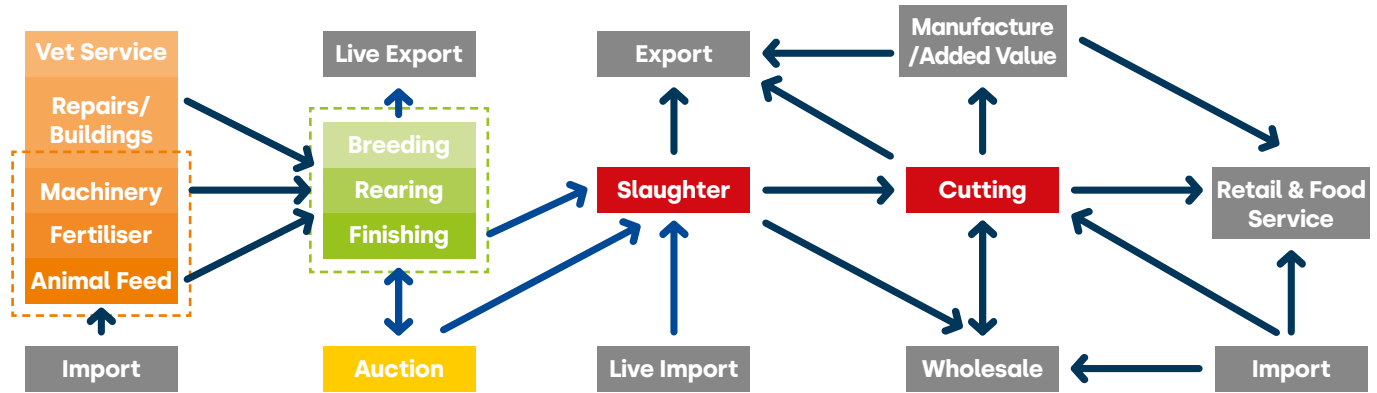 Vet Service
Repairs/
Buildings
Machinery
Fertiliser
Animal Feed
Import
Live Export
Breeding
Rearing
Finishing
Auction
Export
Slaughter
Live Import
Manufacture
/Added Value
Cutting
Wholesale
Retail & Food
Service
Import